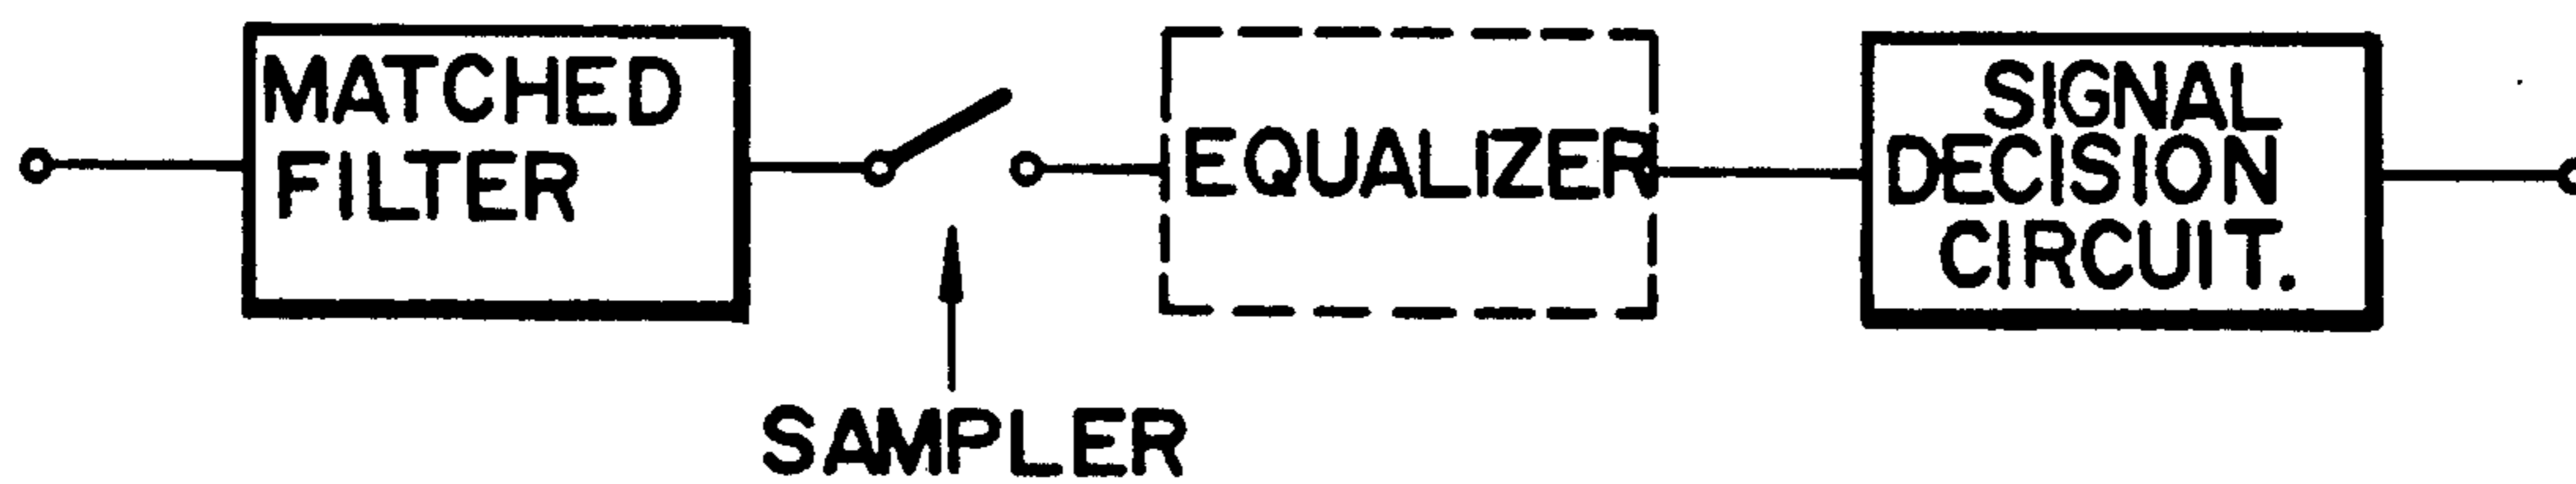 MATCHED
FILTER
EQUALIZER
SIGNAL
DECISION
CIRCUIT.
SAMPLER